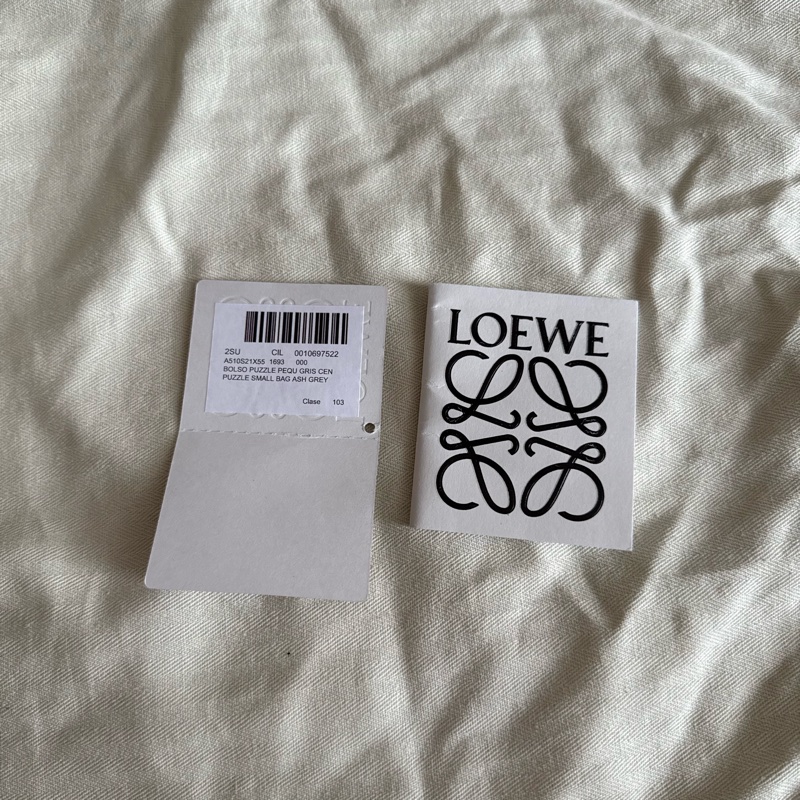 2SU CIL 0010697522
A510S21X55 1693 000
BOLSO PUZZLE PEQU GRIS CEN
PUZZLE SMALL BAG ASH GREY
Clase 103
LOEWE